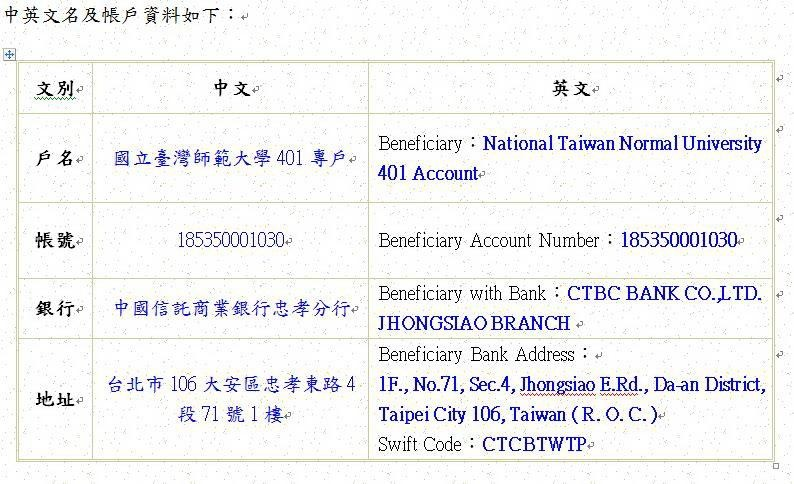 中英文名及帳戶資料如下：
文別
中文
英文
戶名
國立臺灣師範大學 401 專戶
Beneficiary：National Taiwan Normal University
401 Account
帳號
185350001030
Beneficiary Account Number：185350001030
銀行
中國信託商業銀行忠孝分行
Beneficiary with Bank：CTBC BANK CO.,LTD.
JHONGSIAO BRANCH
地址
台北市 106 大安區忠孝東路 4
段 71 號 1 樓
Beneficiary Bank Address：
1F., No.71, Sec.4, Jhongsiao E.Rd., Da-an District,
Taipei City 106, Taiwan ( R. O. C. )
Swift Code：CTCBTWTP